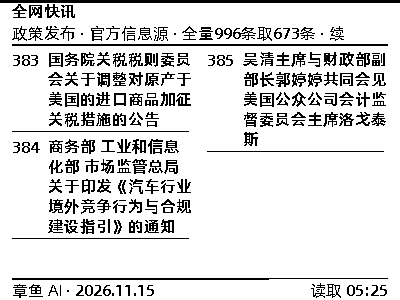 全网快讯
政策发布 · 官方信息源 · 全量996条取673条 · 续
383 国务院关税税则委员
会关于调整对原产于
美国的进口商品加征
关税措施的公告
384 商务部 工业和信息
化部 市场监管总局
关于印发《汽车行业
境外竞争行为与合规
建设指引》的通知
385 吴清主席与财政部副
部长郭婷婷共同会见
美国公众公司会计监
督委员会主席洛戈泰
斯
章鱼 AI · 2026.11.15
读取 05:25